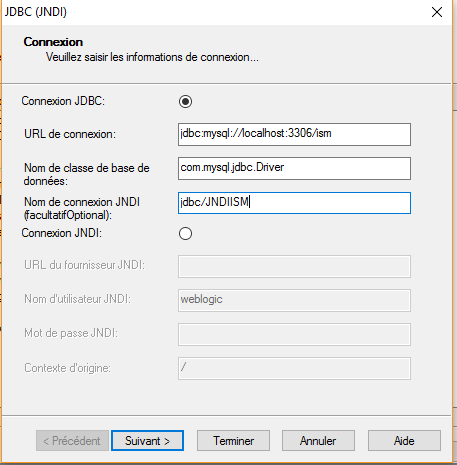 JDBC (JNDI)
Connexion
Veuillez saisir les informations de connexion...
Connexion JDBC:
URL de connexion: jdbc:mysql://localhost:3306/ism
Nom de classe de base de
données: com.mysql.jdbc.Driver
Nom de connexion JNDI
(facultatifOptional): jdbc/JNDIISM
Connexion JNDI:
URL du fournisseur JNDI:
Nom d'utilisateur JNDI: weblogic
Mot de passe JNDI:
Contexte d'origine: /
< Précédent Suivant > Terminer Annuler Aide